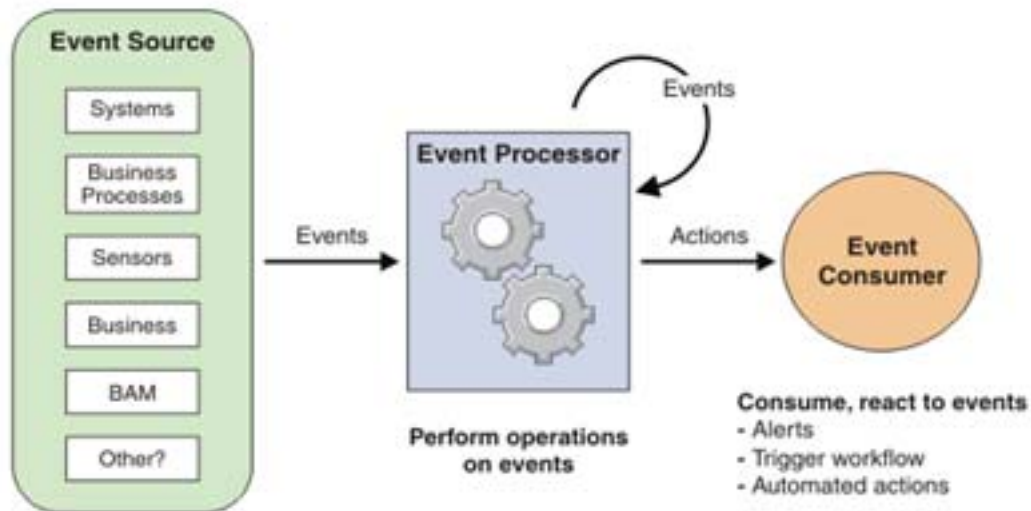 Event Source
Systems
Business
Processes
Sensors
Business
BAM
Other?
Events
Event Processor
Events
Perform operations
on events
Actions
Event
Consumer
Consume, react to events
- Alerts
- Trigger workflow
- Automated actions